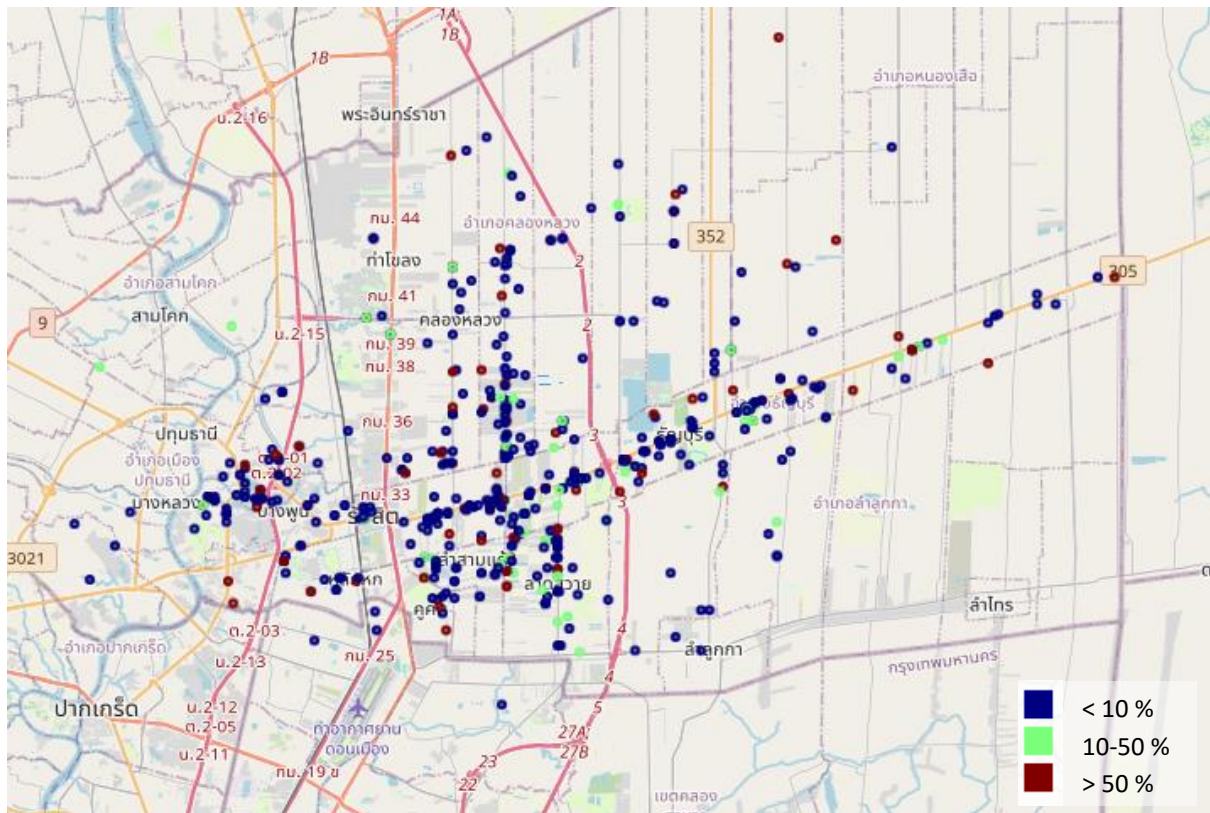 1A
1B
1B
อำเภอหนองเสือ
พระอินทร์ราชา
น.2-16
กม. 44
อำเภอคลองหลวง
352
ท่าโขลง
2
305
อำเภอสามโคก
กม. 41
สามโคก
9
คลองหลวง
2
น.2-15
กม. 39
กม. 38
กม. 36
ปทุมธานี
3
ธัญบุรี
อำเภอเมือง
ปทุมธานี
ต.2-02
กม. 33
บางหลวง
บางพูน
3
อำเภอลำลูกกา
3021
ลำไทร
ต.2-03
4
อำเภอปากเกร็ด
น.2-13
กม. 25
ลำลูกกา
กรุงเทพมหานคร
4
น.2-12
ปากเกร็ด
5
< 10 %
ต.2-05
ท่าอากาศยาน
ดอนเมือง
27A
27B
10-50 %
น.2-11
23
กม. 19 ข
22
> 50 %
เขตคลอง